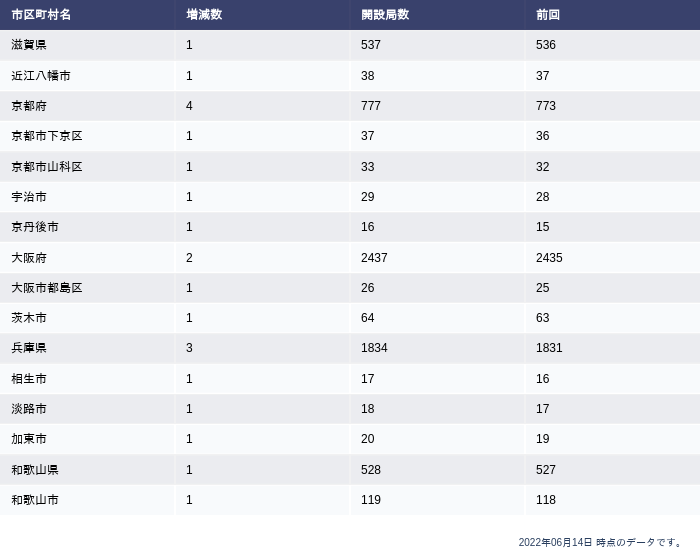 市区町村名 増減数 開設局数 前回
滋賀県 1 537 536
近江八幡市 1 38 37
京都府 4 777 773
京都市下京区 1 37 36
京都市山科区 1 33 32
宇治市 1 29 28
京丹後市 1 16 15
大阪府 2 2437 2435
大阪市都島区 1 26 25
茨木市 1 64 63
兵庫県 3 1834 1831
相生市 1 17 16
淡路市 1 18 17
加東市 1 20 19
和歌山県 1 528 527
和歌山市 1 119 118
2022年06月14日 時点のデータです。